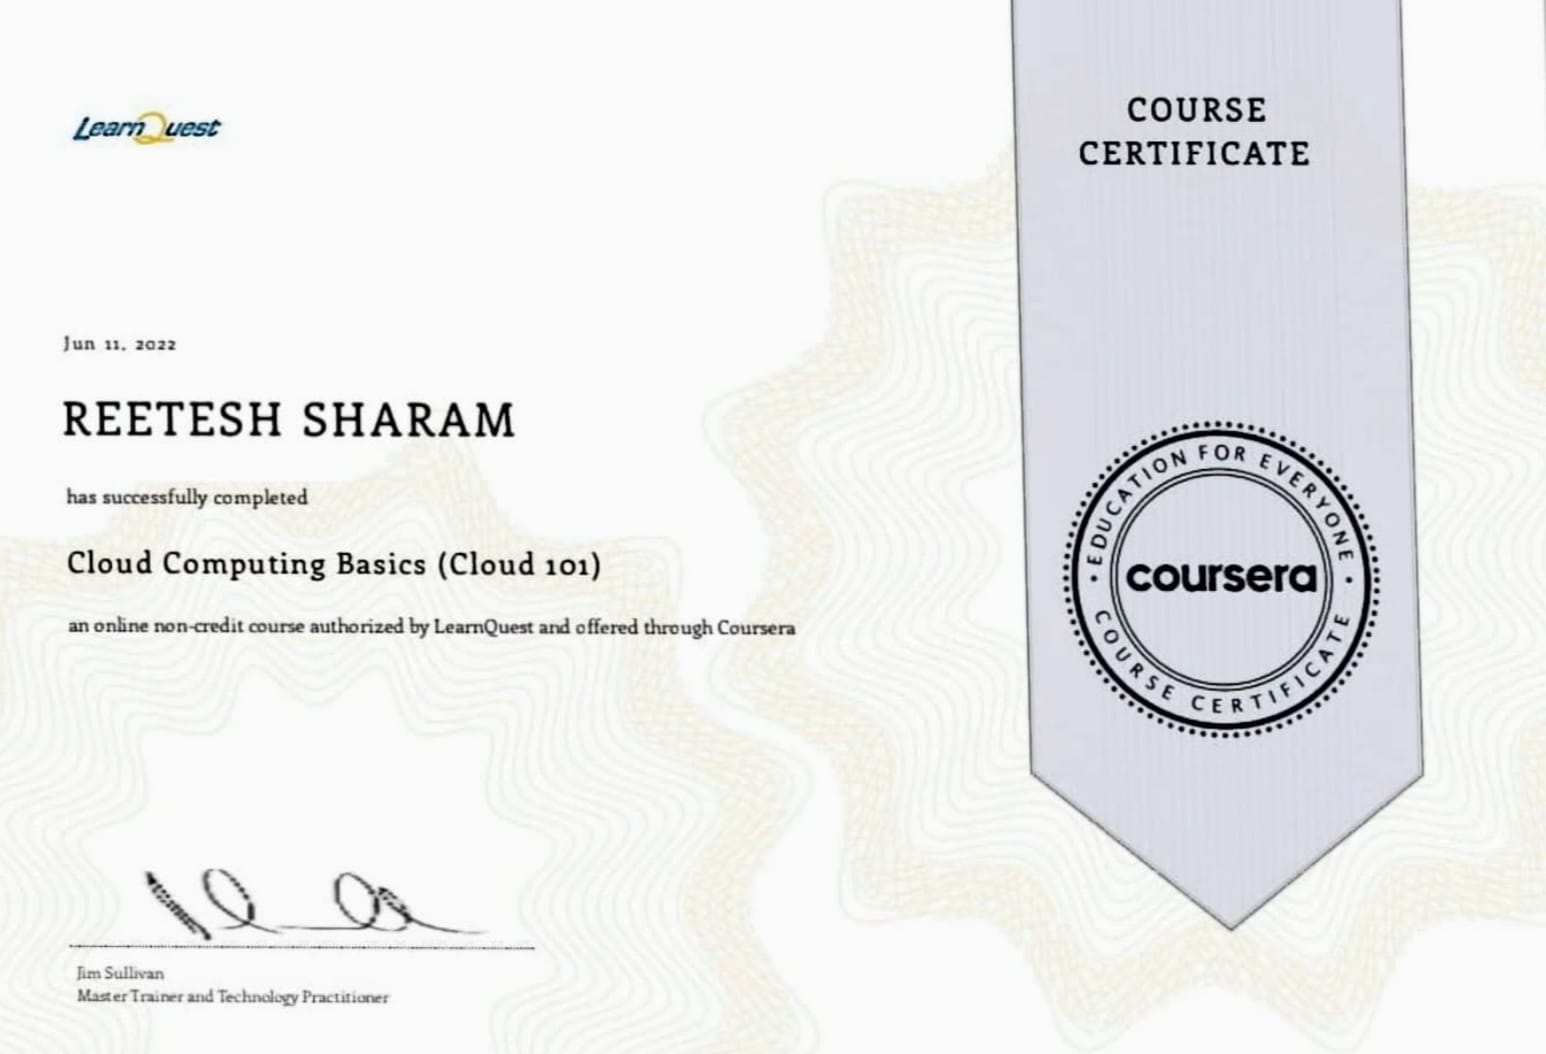 LearnQuest
COURSE
CERTIFICATE
Jun 11, 2022
REETESH SHARAM
has successfully completed
Cloud Computing Basics (Cloud 101)
an online non-credit course authorized by LearnQuest and offered through Coursera
EDUCATION FOR EVERYONE
coursera
COURSE CERTIFICATE
Jim Sullivan
Master Trainer and Technology Practitioner